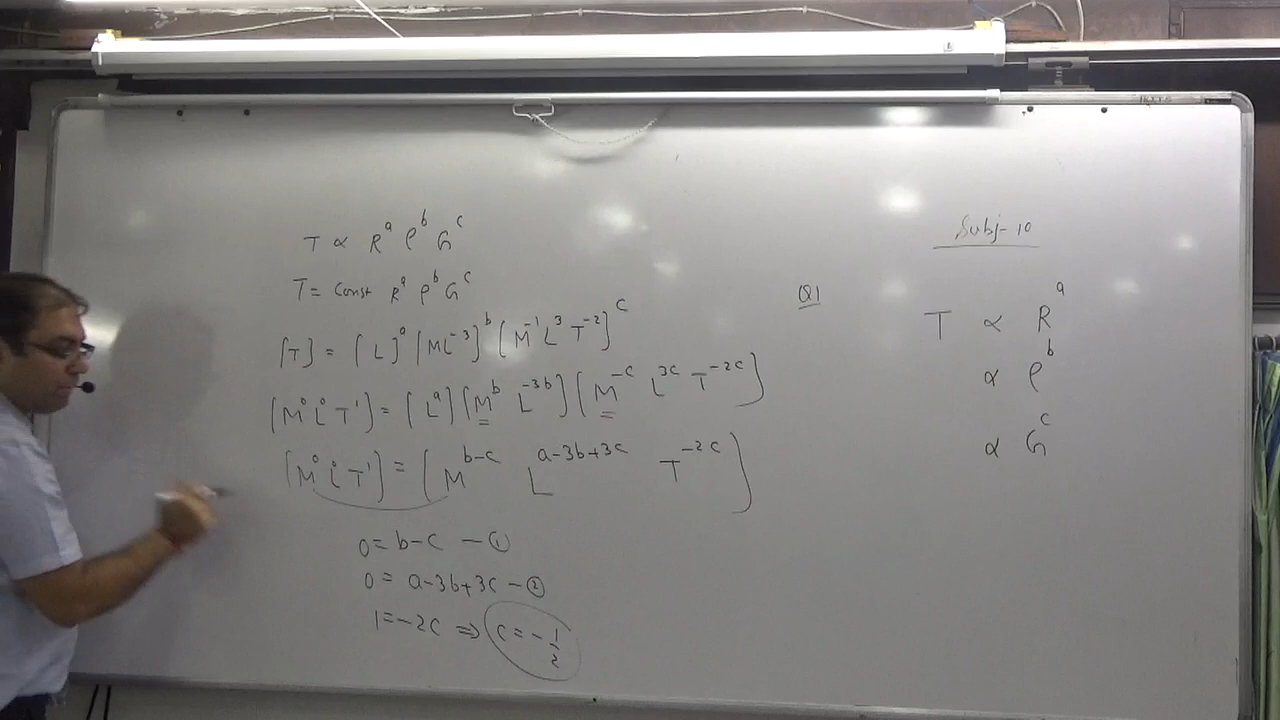 T ∝ R^a ρ^b G^c
T = Const R^a ρ^b G^c
[T] = [L]^a [ML^-3]^b [M^-1 L^3 T^-2]^c
[M^0 L^0 T^1] = [L^a] [M^b L^-3b] [M^-c L^3c T^-2c]
[M^0 L^0 T^1] = [M^b-c L^a-3b+3c T^-2c]
0 = b-c — ①
0 = a-3b+3c — ②
1 = -2c ⇒ c = -1/2
Subj-10
Q1
T ∝ R^a
∝ ρ^b
∝ G^c